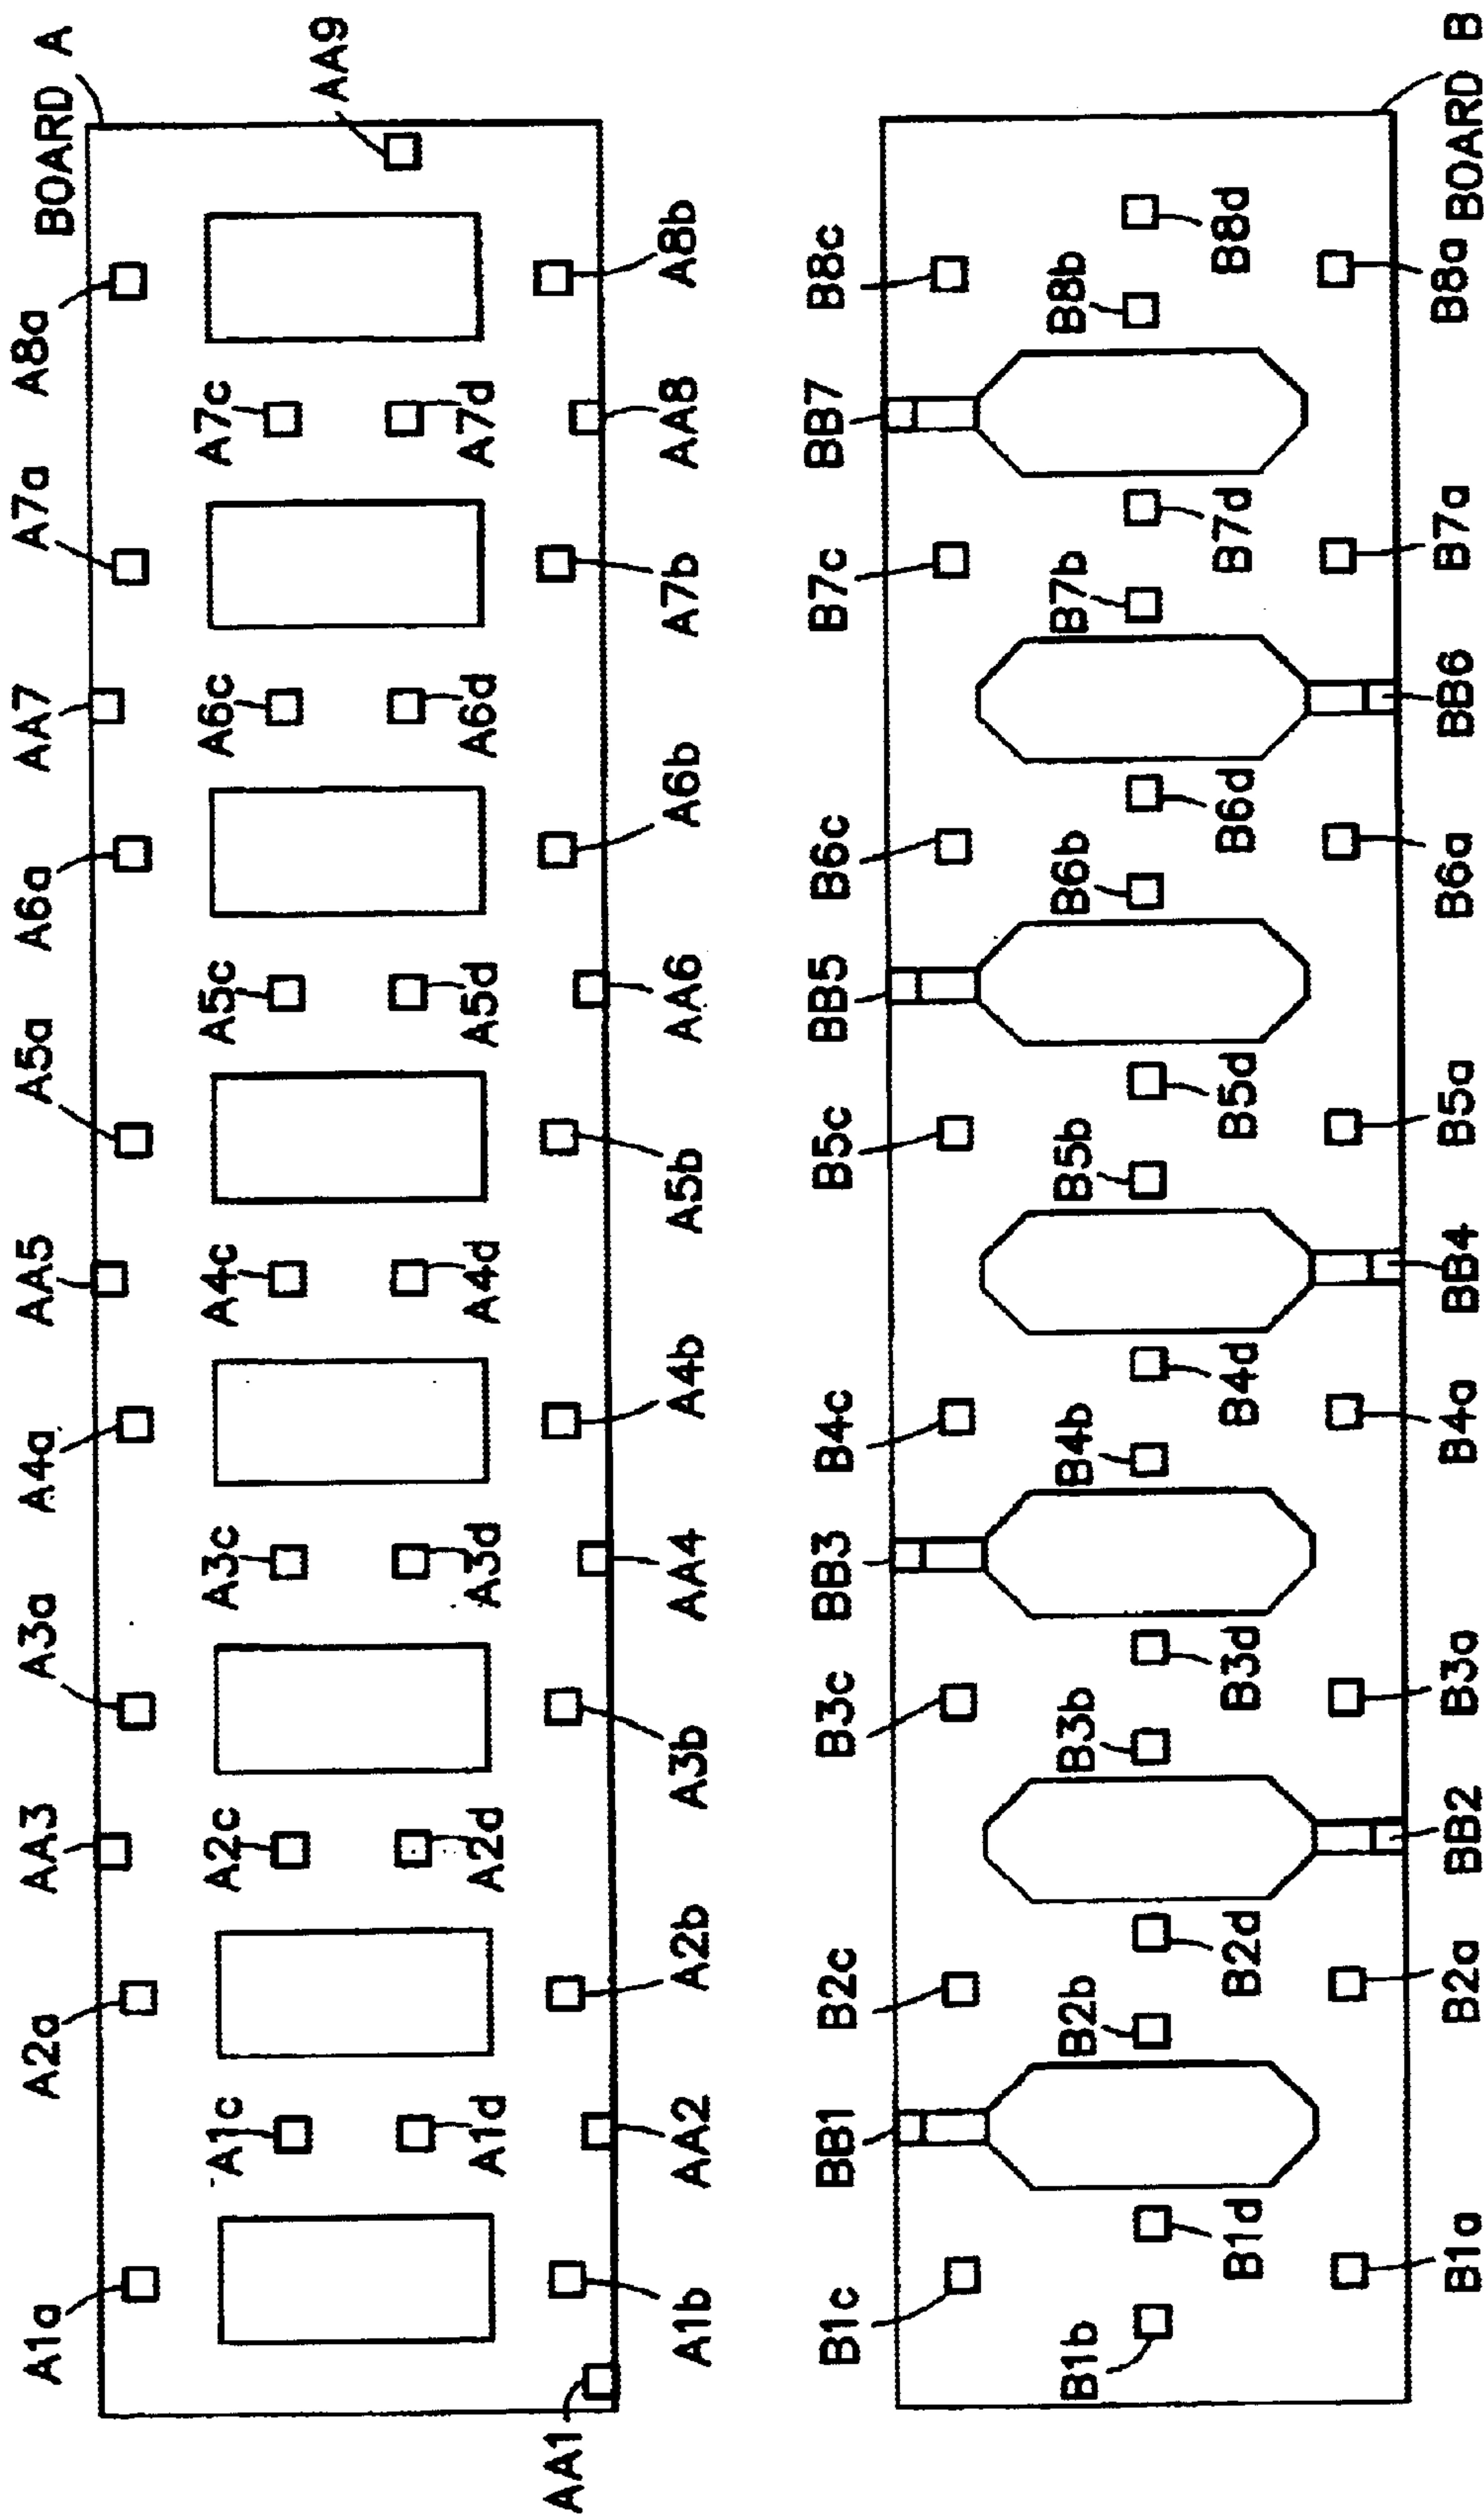 A1a A2a AA3 A3a A4a AA5 A5a A6a AA7 A7a A8a BOARD A
A1c A2c A3c A4c A5c A6c A7c
AA9
A1d A2d A3d A4d A5d A6d A7d
AA1
A1b AA2 A2b A3b AA4 A4b A5b AA6 A6b A7b AA8 A8b
B1c BB1 B2c B3c BB3 B4c B5c BB5 B6c B7c BB7 B8c
B1b B2b B3b B4b B5b B6b B7b B8b
B1d B2d B3d B4d B5d B6d B7d B8d
B1a B2a BB2 B3a B4a BB4 B5a B6a BB6 B7a B8a BOARD B